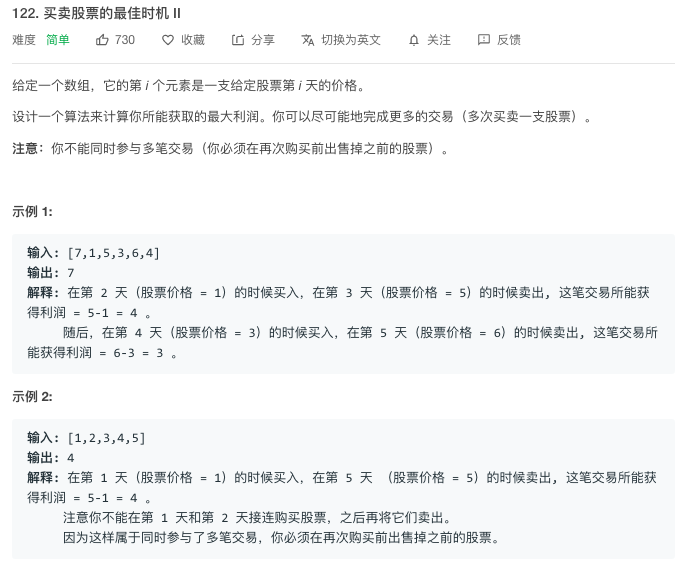 122. 买卖股票的最佳时机 II
难度 简单 730 收藏 分享 切换为英文 关注 反馈
给定一个数组，它的第 i 个元素是一支给定股票第 i 天的价格。
设计一个算法来计算你所能获取的最大利润。你可以尽可能地完成更多的交易（多次买卖一支股票）。
注意：你不能同时参与多笔交易（你必须在再次购买前出售掉之前的股票）。
示例 1:
输入: [7,1,5,3,6,4]
输出: 7
解释: 在第 2 天（股票价格 = 1）的时候买入，在第 3 天（股票价格 = 5）的时候卖出, 这笔交易所能获
得利润 = 5-1 = 4 。
随后，在第 4 天（股票价格 = 3）的时候买入，在第 5 天（股票价格 = 6）的时候卖出, 这笔交易所
能获得利润 = 6-3 = 3 。
示例 2:
输入: [1,2,3,4,5]
输出: 4
解释: 在第 1 天（股票价格 = 1）的时候买入，在第 5 天 （股票价格 = 5）的时候卖出, 这笔交易所能获
得利润 = 5-1 = 4 。
注意你不能在第 1 天和第 2 天接连购买股票，之后再将它们卖出。
因为这样属于同时参与了多笔交易，你必须在再次购买前出售掉之前的股票。